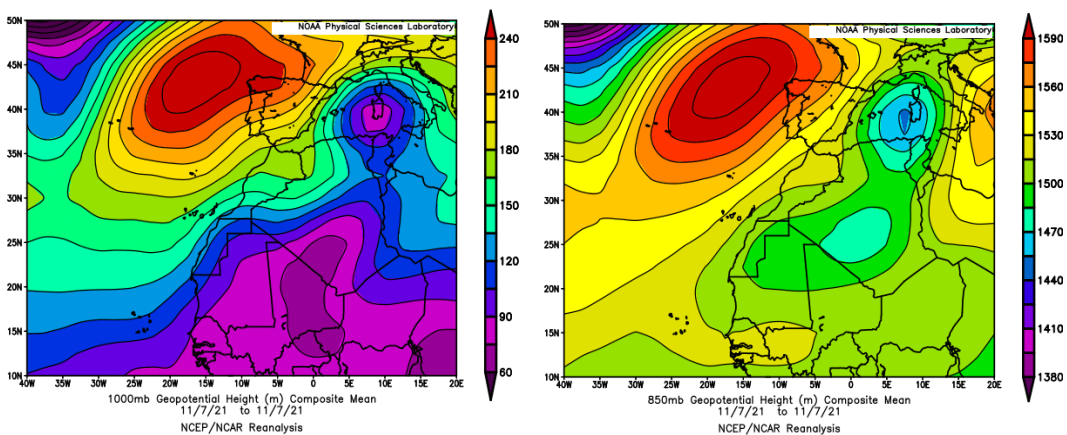 NOAA Physical Sciences Laboratory
50N
45N
40N
35N
30N
25N
20N
15N
10N
40W 35W 30W 25W 20W 15W 10W 5W 0 5E 10E 15E 20E
240
210
180
150
120
90
60
1000mb Geopotential Height (m) Composite Mean
11/7/21 to 11/7/21
NCEP/NCAR Reanalysis
NOAA Physical Sciences Laboratory
50N
45N
40N
35N
30N
25N
20N
15N
10N
40W 35W 30W 25W 20W 15W 10W 5W 0 5E 10E 15E 20E
1590
1560
1530
1500
1470
1440
1410
1380
850mb Geopotential Height (m) Composite Mean
11/7/21 to 11/7/21
NCEP/NCAR Reanalysis